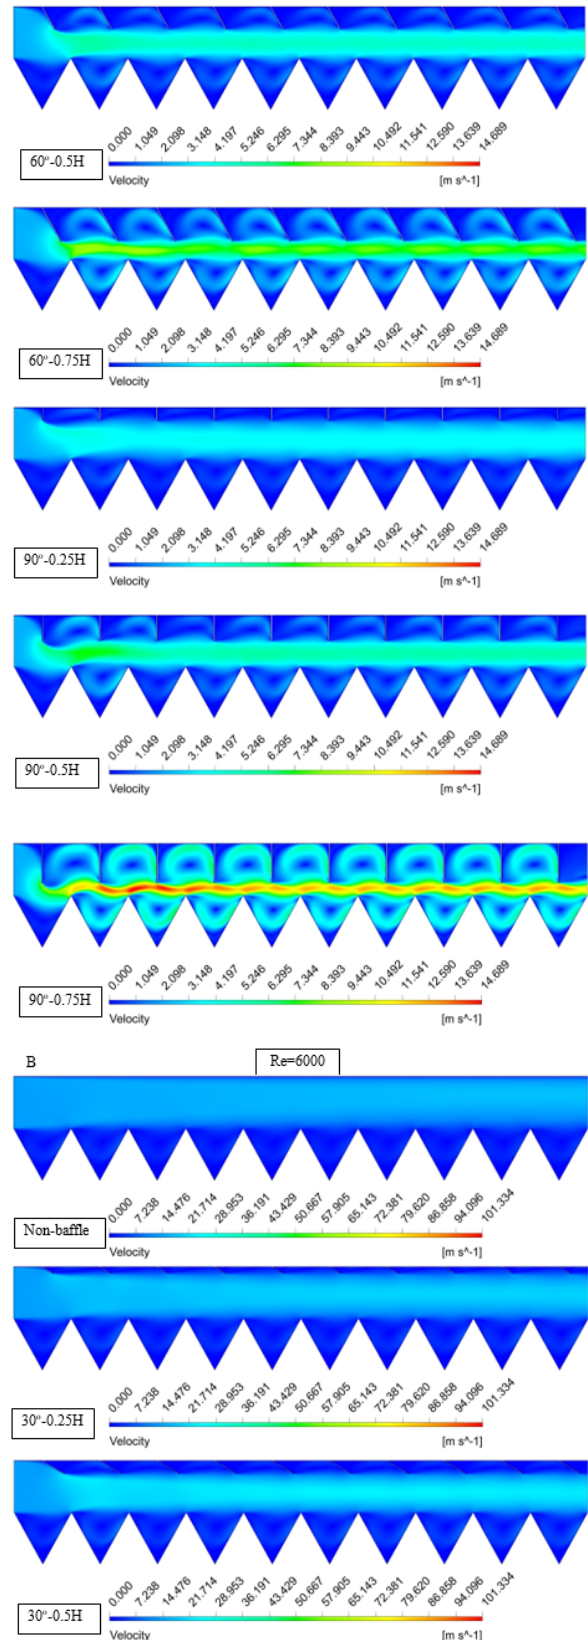 0.000 1.049 2.098 3.148 4.197 5.246 6.295 7.344 8.393 9.443 10.492 11.541 12.590 13.639 14.689
60º-0.5H
Velocity [m s^-1]
0.000 1.049 2.098 3.148 4.197 5.246 6.295 7.344 8.393 9.443 10.492 11.541 12.590 13.639 14.689
60º-0.75H
Velocity [m s^-1]
0.000 1.049 2.098 3.148 4.197 5.246 6.295 7.344 8.393 9.443 10.492 11.541 12.590 13.639 14.689
90º-0.25H
Velocity [m s^-1]
0.000 1.049 2.098 3.148 4.197 5.246 6.295 7.344 8.393 9.443 10.492 11.541 12.590 13.639 14.689
90º-0.5H
Velocity [m s^-1]
0.000 1.049 2.098 3.148 4.197 5.246 6.295 7.344 8.393 9.443 10.492 11.541 12.590 13.639 14.689
90º-0.75H
Velocity [m s^-1]
B Re=6000
0.000 7.238 14.476 21.714 28.953 36.191 43.429 50.667 57.905 65.143 72.381 79.620 86.858 94.096 101.334
Non-baffle
Velocity [m s^-1]
0.000 7.238 14.476 21.714 28.953 36.191 43.429 50.667 57.905 65.143 72.381 79.620 86.858 94.096 101.334
30º-0.25H
Velocity [m s^-1]
0.000 7.238 14.476 21.714 28.953 36.191 43.429 50.667 57.905 65.143 72.381 79.620 86.858 94.096 101.334
30º-0.5H
Velocity [m s^-1]